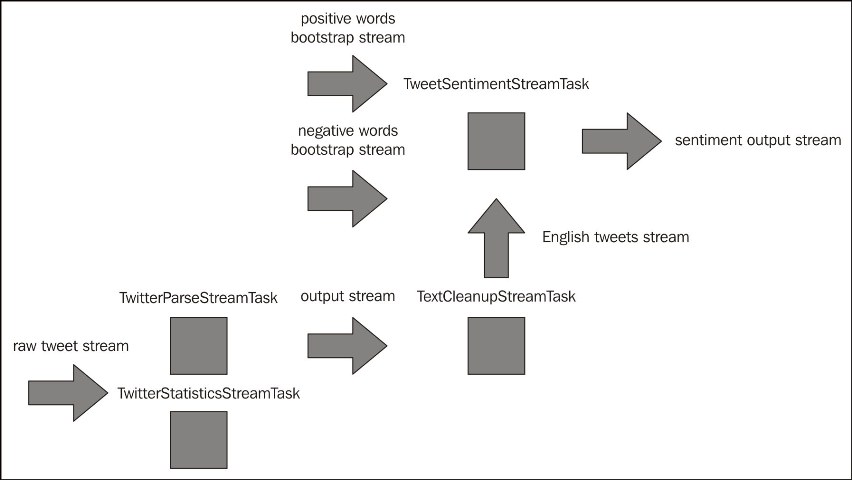 positive words
bootstrap stream
TweetSentimentStreamTask
negative words
bootstrap stream
sentiment output stream
English tweets stream
TwitterParseStreamTask
output stream
TextCleanupStreamTask
raw tweet stream
TwitterStatisticsStreamTask